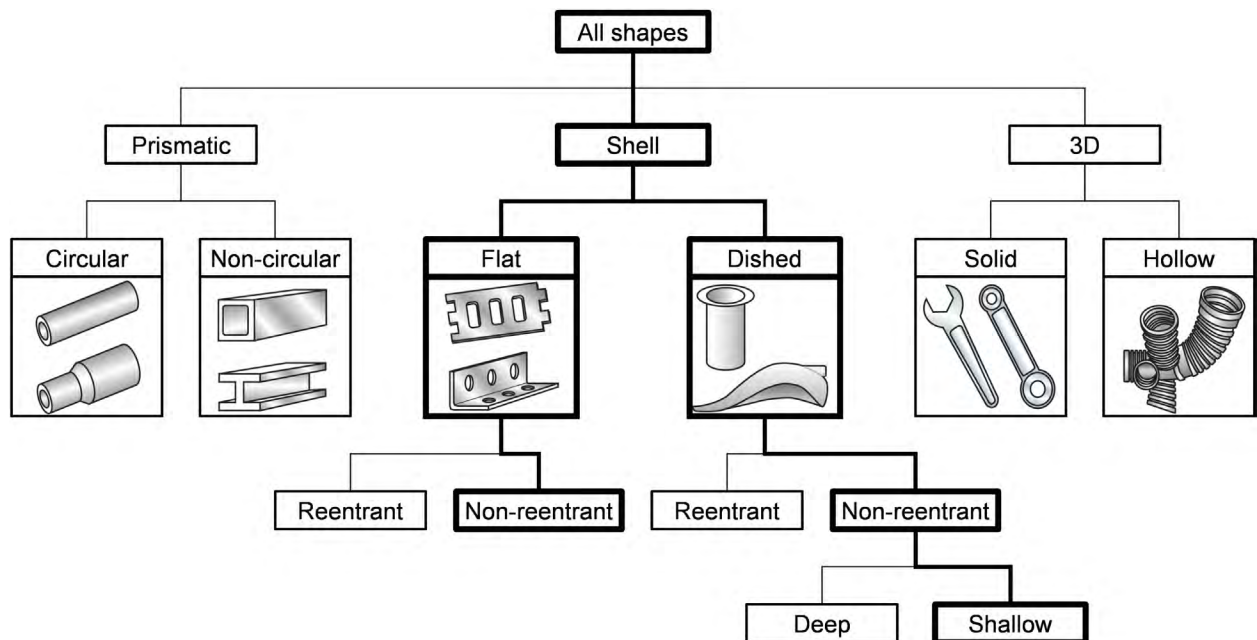 All shapes
Prismatic
Shell
3D
Circular
Non-circular
Flat
Dished
Solid
Hollow
Reentrant
Non-reentrant
Reentrant
Non-reentrant
Deep
Shallow